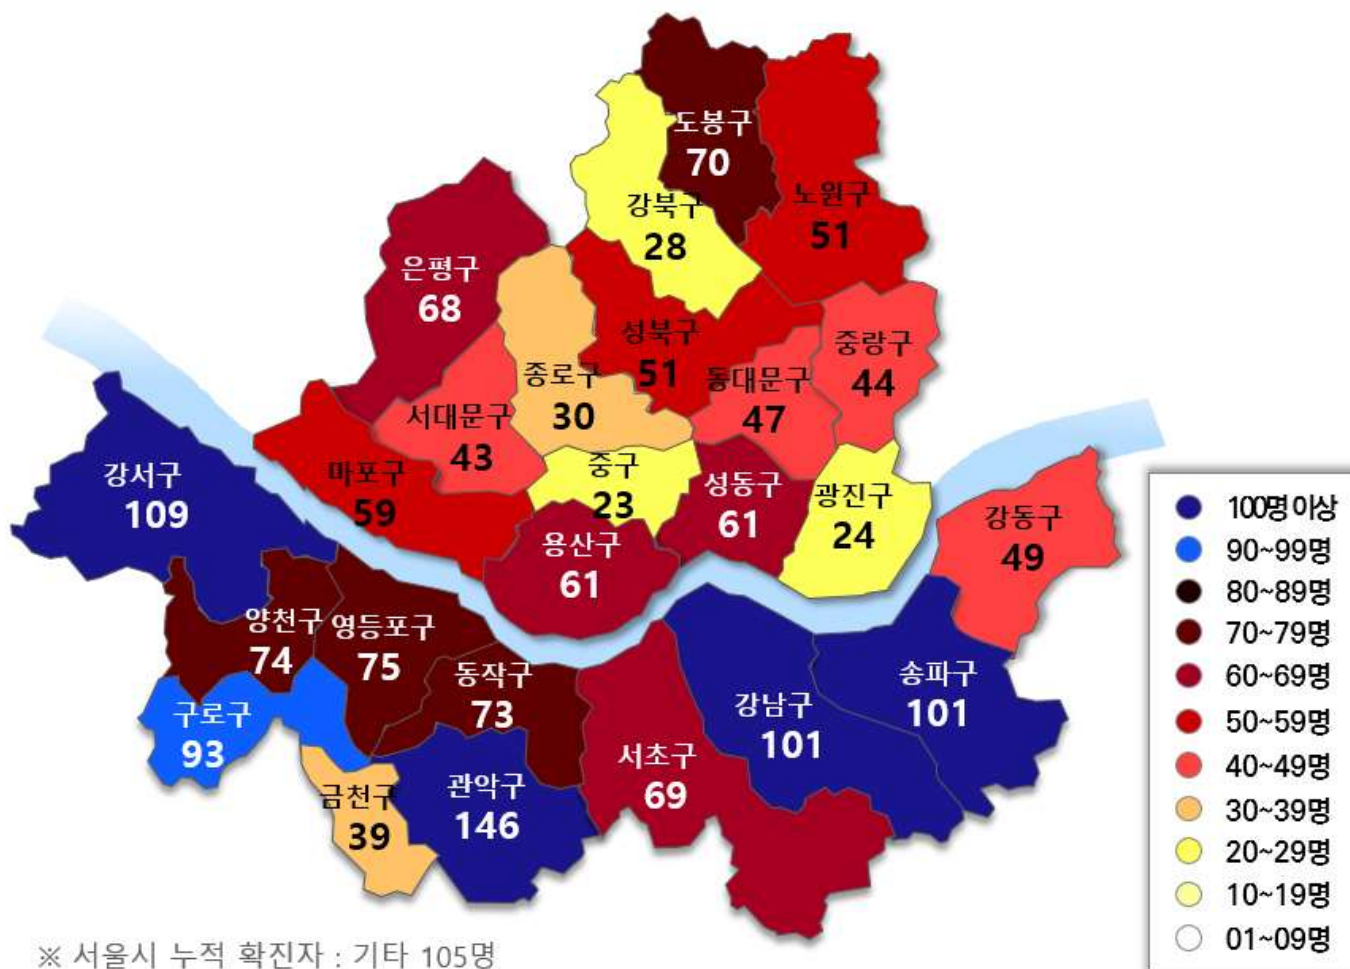 도봉구
70
노원구
51
강북구
28
은평구
68
성북구
51
중랑구
44
종로구
30
동대문구
47
서대문구
43
강서구
109
마포구
59
중구
23
성동구
61
광진구
24
강동구
49
용산구
61
양천구
74
영등포구
75
동작구
73
구로구
93
금천구
39
관악구
146
서초구
69
강남구
101
송파구
101
100명 이상
90~99명
80~89명
70~79명
60~69명
50~59명
40~49명
30~39명
20~29명
10~19명
01~09명
※ 서울시 누적 확진자 : 기타 105명